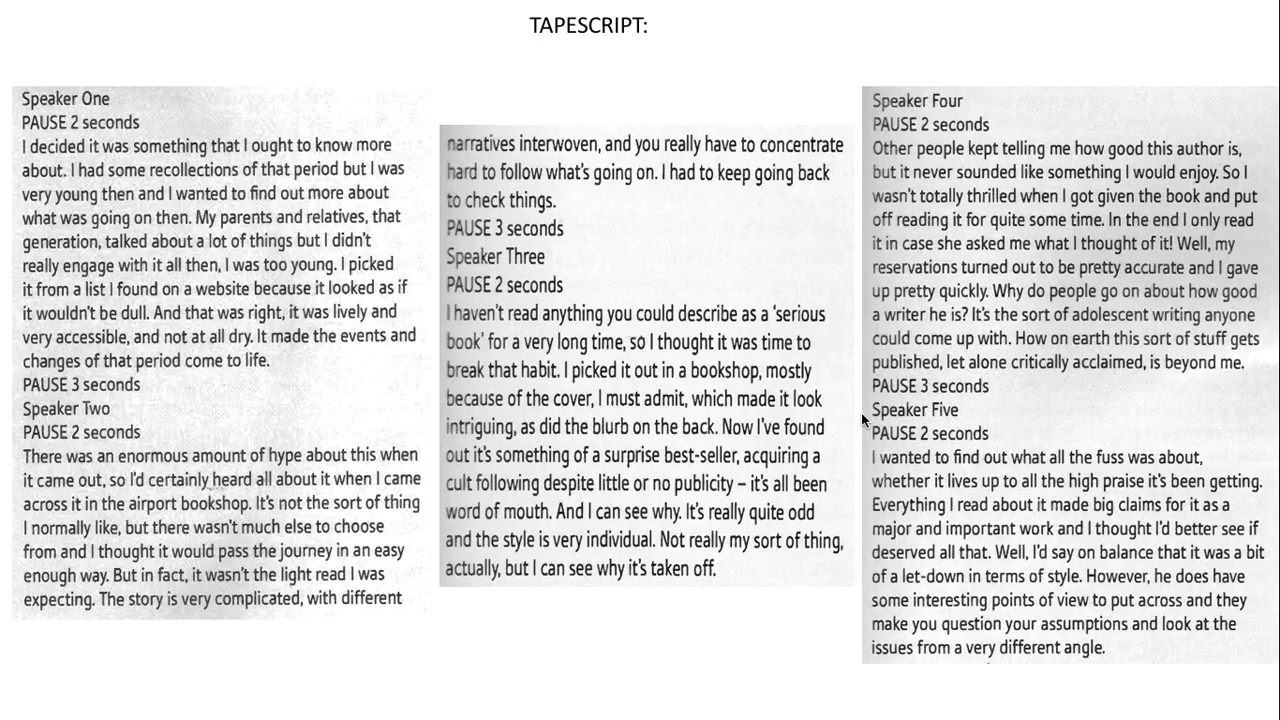 TAPESCRIPT:
Speaker One
PAUSE 2 seconds
I decided it was something that I ought to know more
about. I had some recollections of that period but I was
very young then and I wanted to find out more about
what was going on then. My parents and relatives, that
generation, talked about a lot of things but I didn't
really engage with it all then, I was too young. I picked
it from a list I found on a website because it looked as if
it wouldn't be dull. And that was right, it was lively and
very accessible, and not at all dry. It made the events and
changes of that period come to life.
PAUSE 3 seconds
Speaker Two
PAUSE 2 seconds
There was an enormous amount of hype about this when
it came out, so I'd certainly heard all about it when I came
across it in the airport bookshop. It's not the sort of thing
I normally like, but there wasn't much else to choose
from and I thought it would pass the journey in an easy
enough way. But in fact, it wasn't the light read I was
expecting. The story is very complicated, with different
narratives interwoven, and you really have to concentrate
hard to follow what's going on. I had to keep going back
to check things.
PAUSE 3 seconds
Speaker Three
PAUSE 2 seconds
I haven't read anything you could describe as a 'serious
book' for a very long time, so I thought it was time to
break that habit. I picked it out in a bookshop, mostly
because of the cover, I must admit, which made it look
intriguing, as did the blurb on the back. Now I've found
out it's something of a surprise best-seller, acquiring a
cult following despite little or no publicity – it's all been
word of mouth. And I can see why. It's really quite odd
and the style is very individual. Not really my sort of thing,
actually, but I can see why it's taken off.
Speaker Four
PAUSE 2 seconds
Other people kept telling me how good this author is,
but it never sounded like something I would enjoy. So I
wasn't totally thrilled when I got given the book and put
off reading it for quite some time. In the end I only read
it in case she asked me what I thought of it! Well, my
reservations turned out to be pretty accurate and I gave
up pretty quickly. Why do people go on about how good
a writer he is? It's the sort of adolescent writing anyone
could come up with. How on earth this sort of stuff gets
published, let alone critically acclaimed, is beyond me.
PAUSE 3 seconds
Speaker Five
PAUSE 2 seconds
I wanted to find out what all the fuss was about,
whether it lives up to all the high praise it's been getting.
Everything I read about it made big claims for it as a
major and important work and I thought I'd better see if
deserved all that. Well, I'd say on balance that it was a bit
of a let-down in terms of style. However, he does have
some interesting points of view to put across and they
make you question your assumptions and look at the
issues from a very different angle.